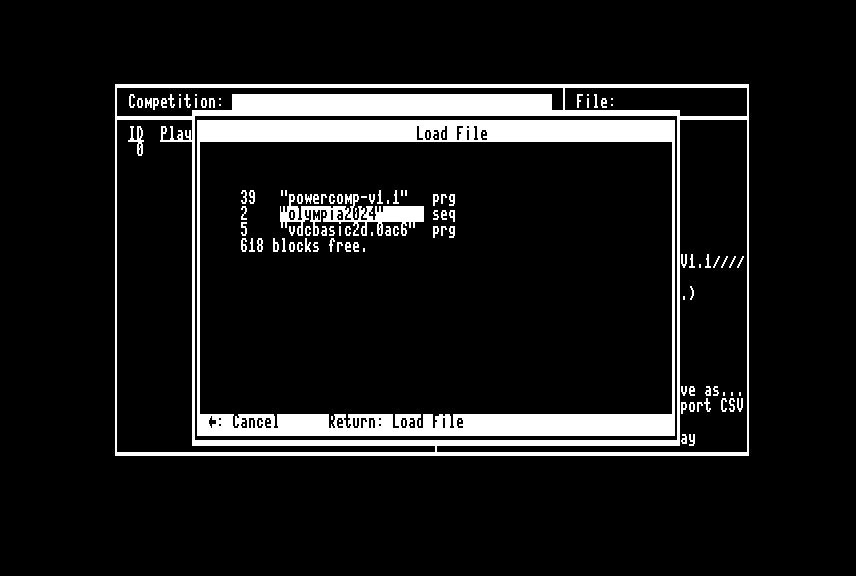 Competition: File:
Load File
ID Play
0
39 "powercomp-v1.1" prg
2 "olympia2024" seq
5 "vdcbasic2d.0ac6" prg
618 blocks free.
V1.1////
.)
ve as...
port CSV
←: Cancel Return: Load File
ay